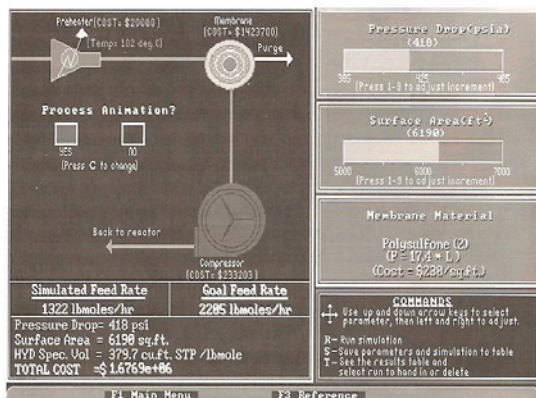 Preheater(COST= $20000)
(Temp= 102 deg.C)
Membrane
(COST= $1423700)
Purge
Process Animation?
YES NO
(Press C to change)
Back to reactor
Compressor
(COST= $233203)
Simulated Feed Rate Goal Feed Rate
1322 lbmoles/hr 2205 lbmoles/hr
Pressure Drop= 418 psi
Surface Area = 6190 sq.ft.
HYD Spec. Vol = 379.7 cu.ft. STP /lbmole
TOTAL COST =$ 1.6769e+06
Pressure Drop(psia)
(418)
385 425 465
(Press 1-9 to adjust increment)
Surface Area(ft²)
(6190)
5000 6000 7000
(Press 1-9 to adjust increment)
Membrane Material
Polysulfone (2)
(P = 17.4 * L)
(Cost = $230/sq.ft.)
COMMANDS
Use up and down arrow keys to select
parameter, then left and right to adjust.
R- Run simulation
S- Save parameters and simulation to table
T- See the results table and
select run to hand in or delete
F1 Main Menu F3 Reference